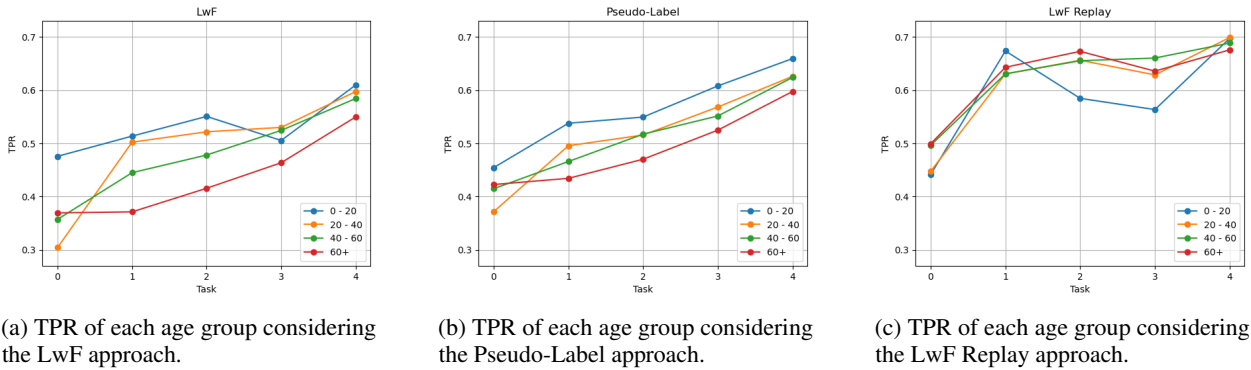 LwF
TPR
0.7
0.6
0.5
0.4
0.3
0 1 2 3 4
Task
0 - 20
20 - 40
40 - 60
60+
(a) TPR of each age group considering
the LwF approach.
Pseudo-Label
TPR
0.7
0.6
0.5
0.4
0.3
0 1 2 3 4
Task
0 - 20
20 - 40
40 - 60
60+
(b) TPR of each age group considering
the Pseudo-Label approach.
LwF Replay
TPR
0.7
0.6
0.5
0.4
0.3
0 1 2 3 4
Task
0 - 20
20 - 40
40 - 60
60+
(c) TPR of each age group considering
the LwF Replay approach.